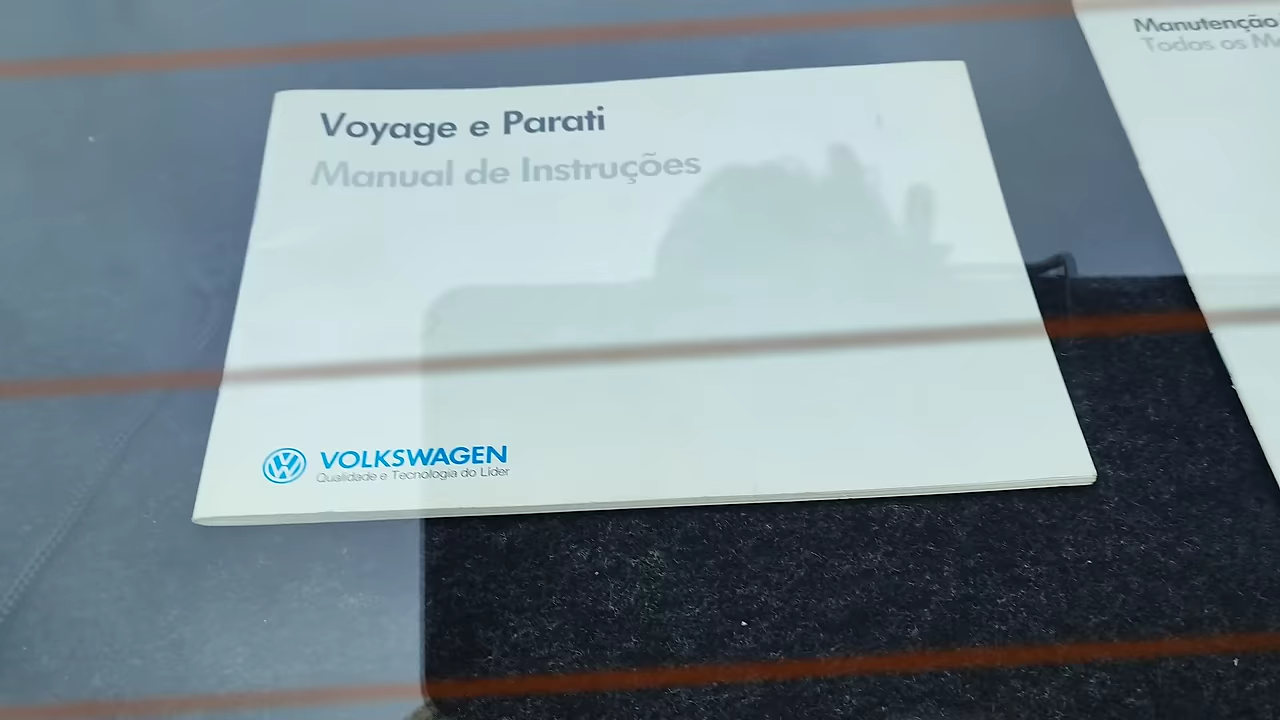 Voyage e Parati
Manual de Instruções
VOLKSWAGEN
Qualidade e Tecnologia do Líder
Manutenção
Todos os